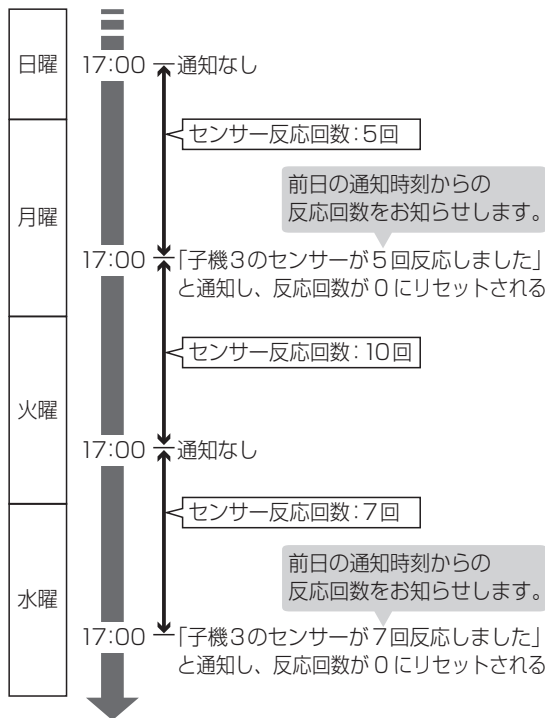 日曜
17:00 通知なし
センサー反応回数:5回
月曜
前日の通知時刻からの
反応回数をお知らせします。
17:00 「子機3のセンサーが5回反応しました」
と通知し、反応回数が0にリセットされる
センサー反応回数:10回
火曜
17:00 通知なし
センサー反応回数:7回
水曜
前日の通知時刻からの
反応回数をお知らせします。
17:00 「子機3のセンサーが7回反応しました」
と通知し、反応回数が0にリセットされる